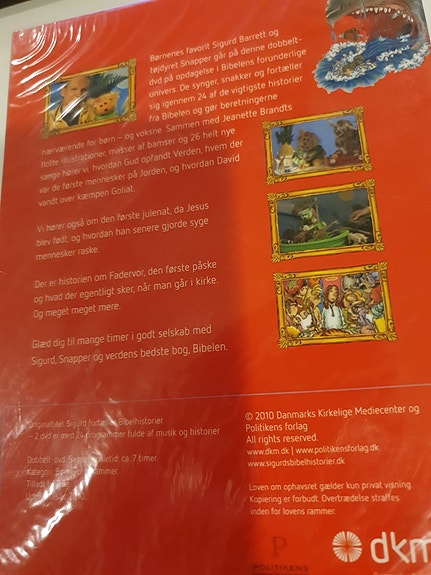 Børnenes favorit Sigurd Barrett og
tøjdyret Snapper går på denne dobbelt-
dvd på opdagelse i Bibelens forunderlige
univers. De synger, snakker og fortæller
sig igennem 24 af de vigtigste historier
fra Bibelen og gør beretningerne
nærværende for børn – og voksne. Sammen med Jeanette Brandts
flotte illustrationer, masser af bamser og 26 helt nye
sange hører vi, hvordan Gud opfandt Verden, hvem der
var de første mennesker på Jorden, og hvordan David
vandt over kæmpen Goliat.
Vi hører også om den første julenat, da Jesus
blev født, og hvordan han senere gjorde syge
mennesker raske.
Der er historien om Fadervor, den første påske
og hvad der egentligt sker, når man går i kirke.
Og meget meget mere.
Glæd dig til mange timer i godt selskab med
Sigurd, Snapper og verdens bedste bog, Bibelen.
Originaltitel: Sigurd fortæller Bibelhistorier
– 2 dvd'er med 24 programmer fulde af musik og historier
Dobbelt dvd. ca. 7 timer.
Kategori:
© 2010 Danmarks Kirkelige Mediecenter og
Politikens forlag
All rights reserved.
www.dkm.dk | www.politikensforlag.dk
www.sigurdsbibelhistorier.dk
Loven om ophavsret gælder kun privat visning.
Kopiering er forbudt. Overtrædelse straffes
inden for lovens rammer.
P
POLITIKENS
dkm